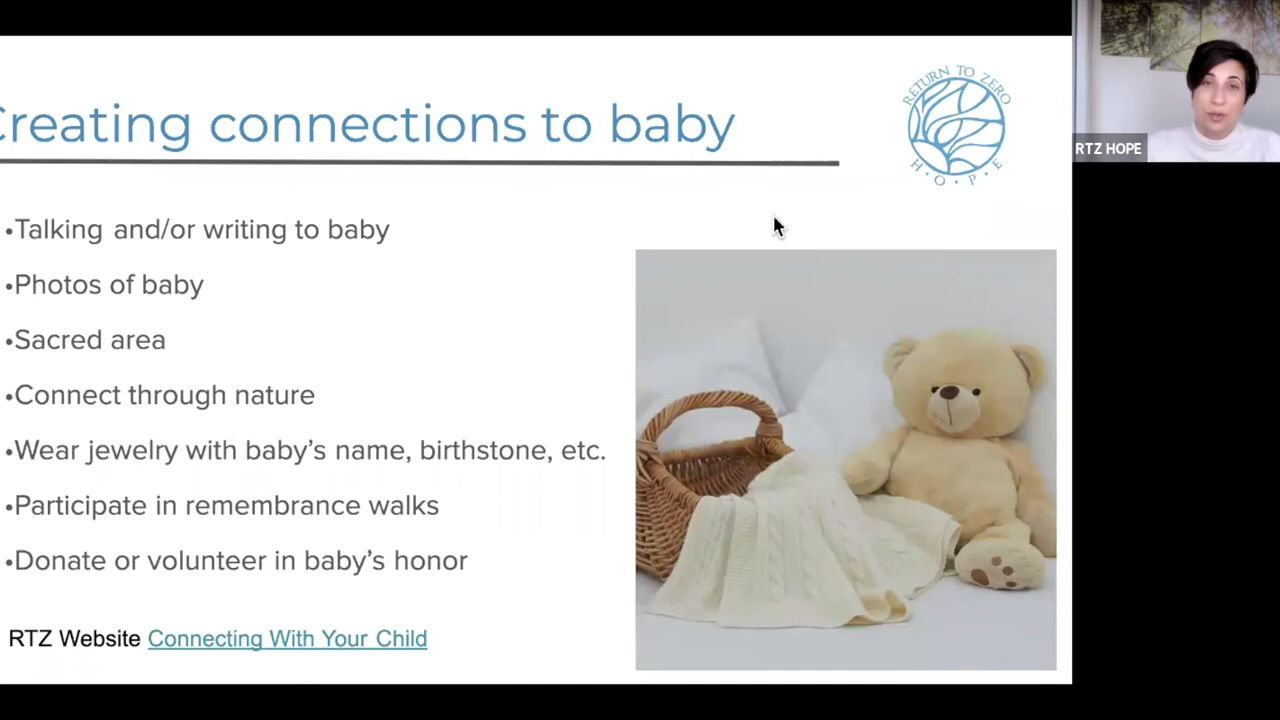 Creating connections to baby
RETURN TO ZERO
H·O·P·E
RTZ HOPE
•Talking and/or writing to baby
•Photos of baby
•Sacred area
•Connect through nature
•Wear jewelry with baby’s name, birthstone, etc.
•Participate in remembrance walks
•Donate or volunteer in baby’s honor
RTZ Website Connecting With Your Child